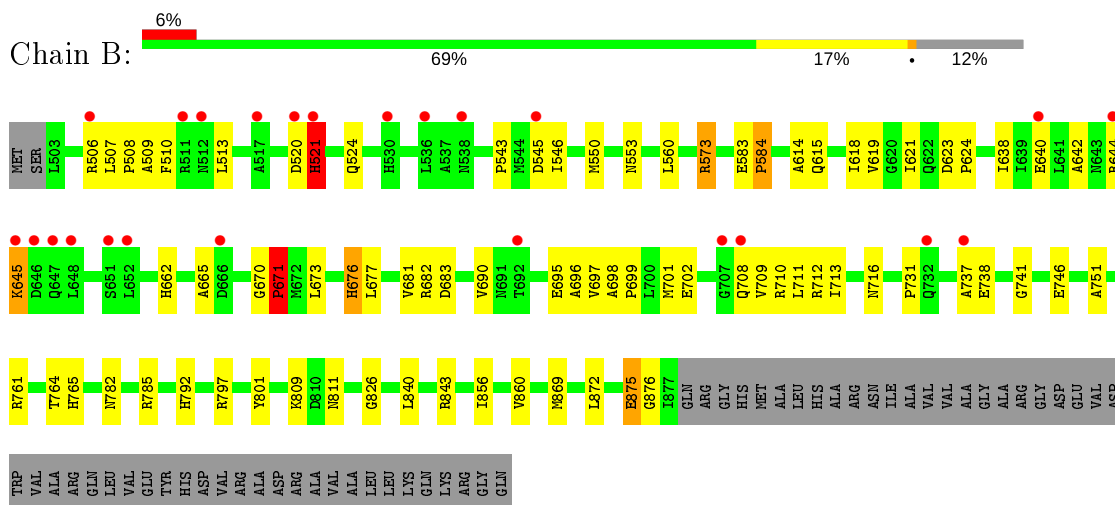 6%
Chain B:
69% 17% • 12%
MET SER L503 R506 L507 P508 A509 F510 R511 N512 L513 A517 D520 H521 Q524 H530 L536 A537 N538 P543 M544 D545 I546 M550 N553 L560 R573 E583 P584 A614 Q615 I618 V619 G620 I621 Q622 D623 P624 I638 I639 E640 L641 A642 N643 R644
K645 D646 Q647 L648 S651 L652 H662 A665 D666 G670 P671 M672 L673 H676 L677 V681 R682 D683 V690 N691 T692 E695 A696 V697 A698 P699 L700 M701 E702 G707 Q708 V709 R710 L711 R712 I713 N716 P731 Q732 A737 E738 G741 E746 A751
R761 T764 H765 N782 R785 H792 R797 Y801 K809 D810 N811 G826 L840 R843 I856 V860 M869 L872 E875 G876 I877 GLN ARG GLY HIS MET ALA LEU HIS ALA ARG ASN ILE ALA VAL VAL ALA GLY ALA ARG GLY ASP GLU VAL ASP
TRP VAL ALA ARG GLN LEU VAL GLU TYR HIS ASP VAL ARG ALA ASP ARG ALA VAL ALA LEU LEU LYS GLN LYS ARG GLY GLN